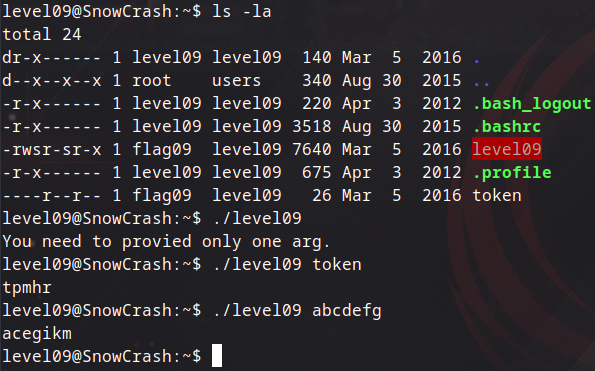 level09@SnowCrash:~$ ls -la
total 24
dr-x------ 1 level09 level09  140 Mar  5  2016 .
d--x--x--x 1 root    users    340 Aug 30  2015 ..
-r-x------ 1 level09 level09  220 Apr  3  2012 .bash_logout
-r-x------ 1 level09 level09 3518 Aug 30  2015 .bashrc
-rwsr-sr-x 1 flag09  level09 7640 Mar  5  2016 level09
-r-x------ 1 level09 level09  675 Apr  3  2012 .profile
----r--r-- 1 flag09  level09   26 Mar  5  2016 token
level09@SnowCrash:~$ ./level09
You need to provied only one arg.
level09@SnowCrash:~$ ./level09 token
tpmhr
level09@SnowCrash:~$ ./level09 abcdefg
acegikm
level09@SnowCrash:~$